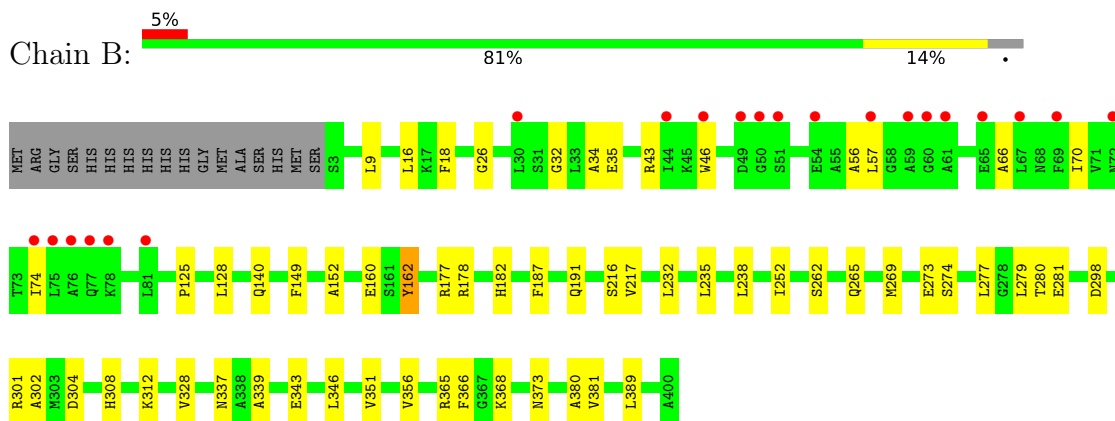 5%
Chain B:
81% 14% •
MET ARG GLY SER HIS HIS HIS HIS HIS HIS GLY MET ALA SER HIS MET SER S3 L9 L16 K17 F18 G26 L30 S31 G32 L33 A34 E35 R43 I44 K45 W46 D49 G50 S51 E54 A55 A56 L57 G58 A59 G60 A61 E65 A66 L67 N68 F69 I70 V71 N72
T73 I74 L75 A76 Q77 K78 L81 P125 L128 Q140 F149 A152 E160 S161 Y162 R177 R178 H182 F187 Q191 S216 V217 L232 L235 L238 I252 S262 Q265 M269 E273 S274 L277 G278 L279 T280 E281 D298
R301 A302 M303 D304 H308 K312 V328 N337 A338 A339 E343 L346 V351 V356 R365 F366 G367 K368 N373 A380 V381 L389 A400